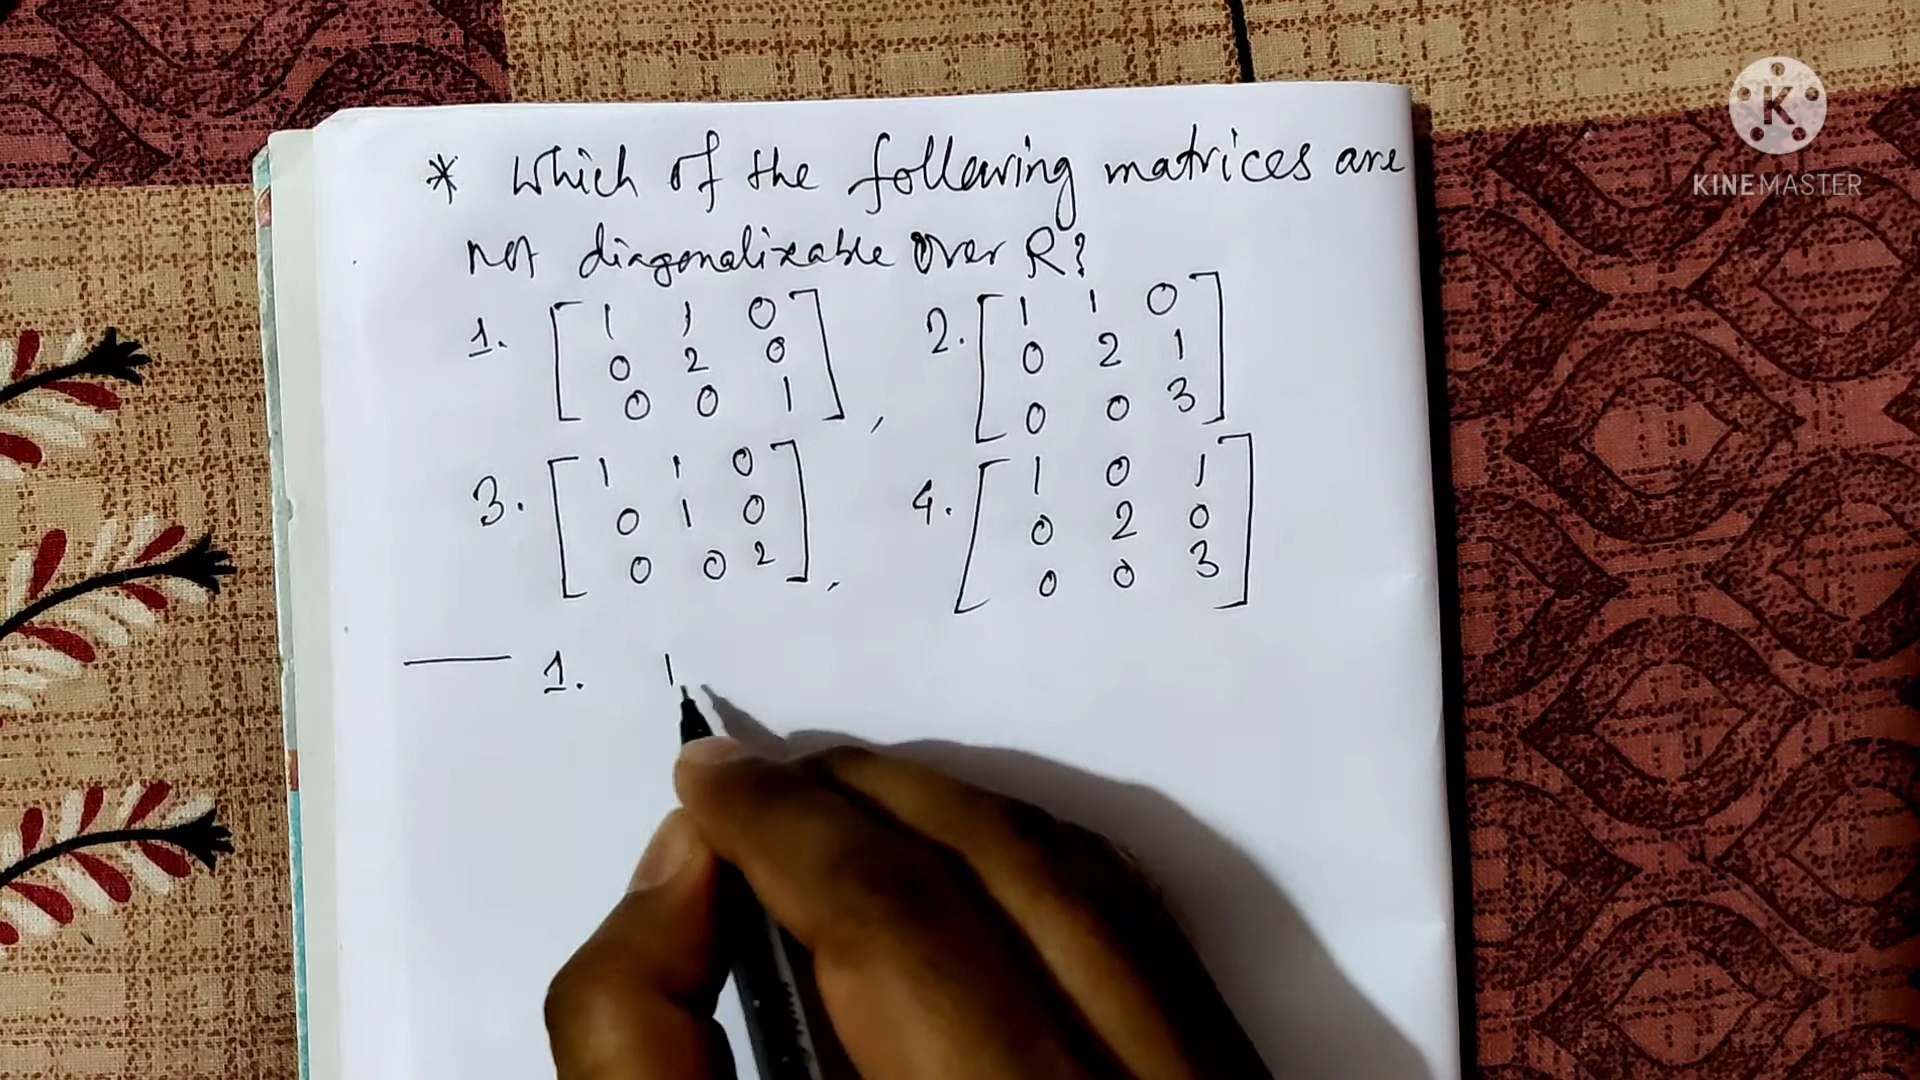 * Which of the following matrices are
not diagonalizable over R?
1. [ 1 1 0
0 2 0
0 0 1 ],
2. [ 1 1 0
0 2 1
0 0 3 ]
3. [ 1 1 0
0 1 0
0 0 2 ],
4. [ 1 0 1
0 2 0
0 0 3 ]
— 1. 1
K
KINEMASTER